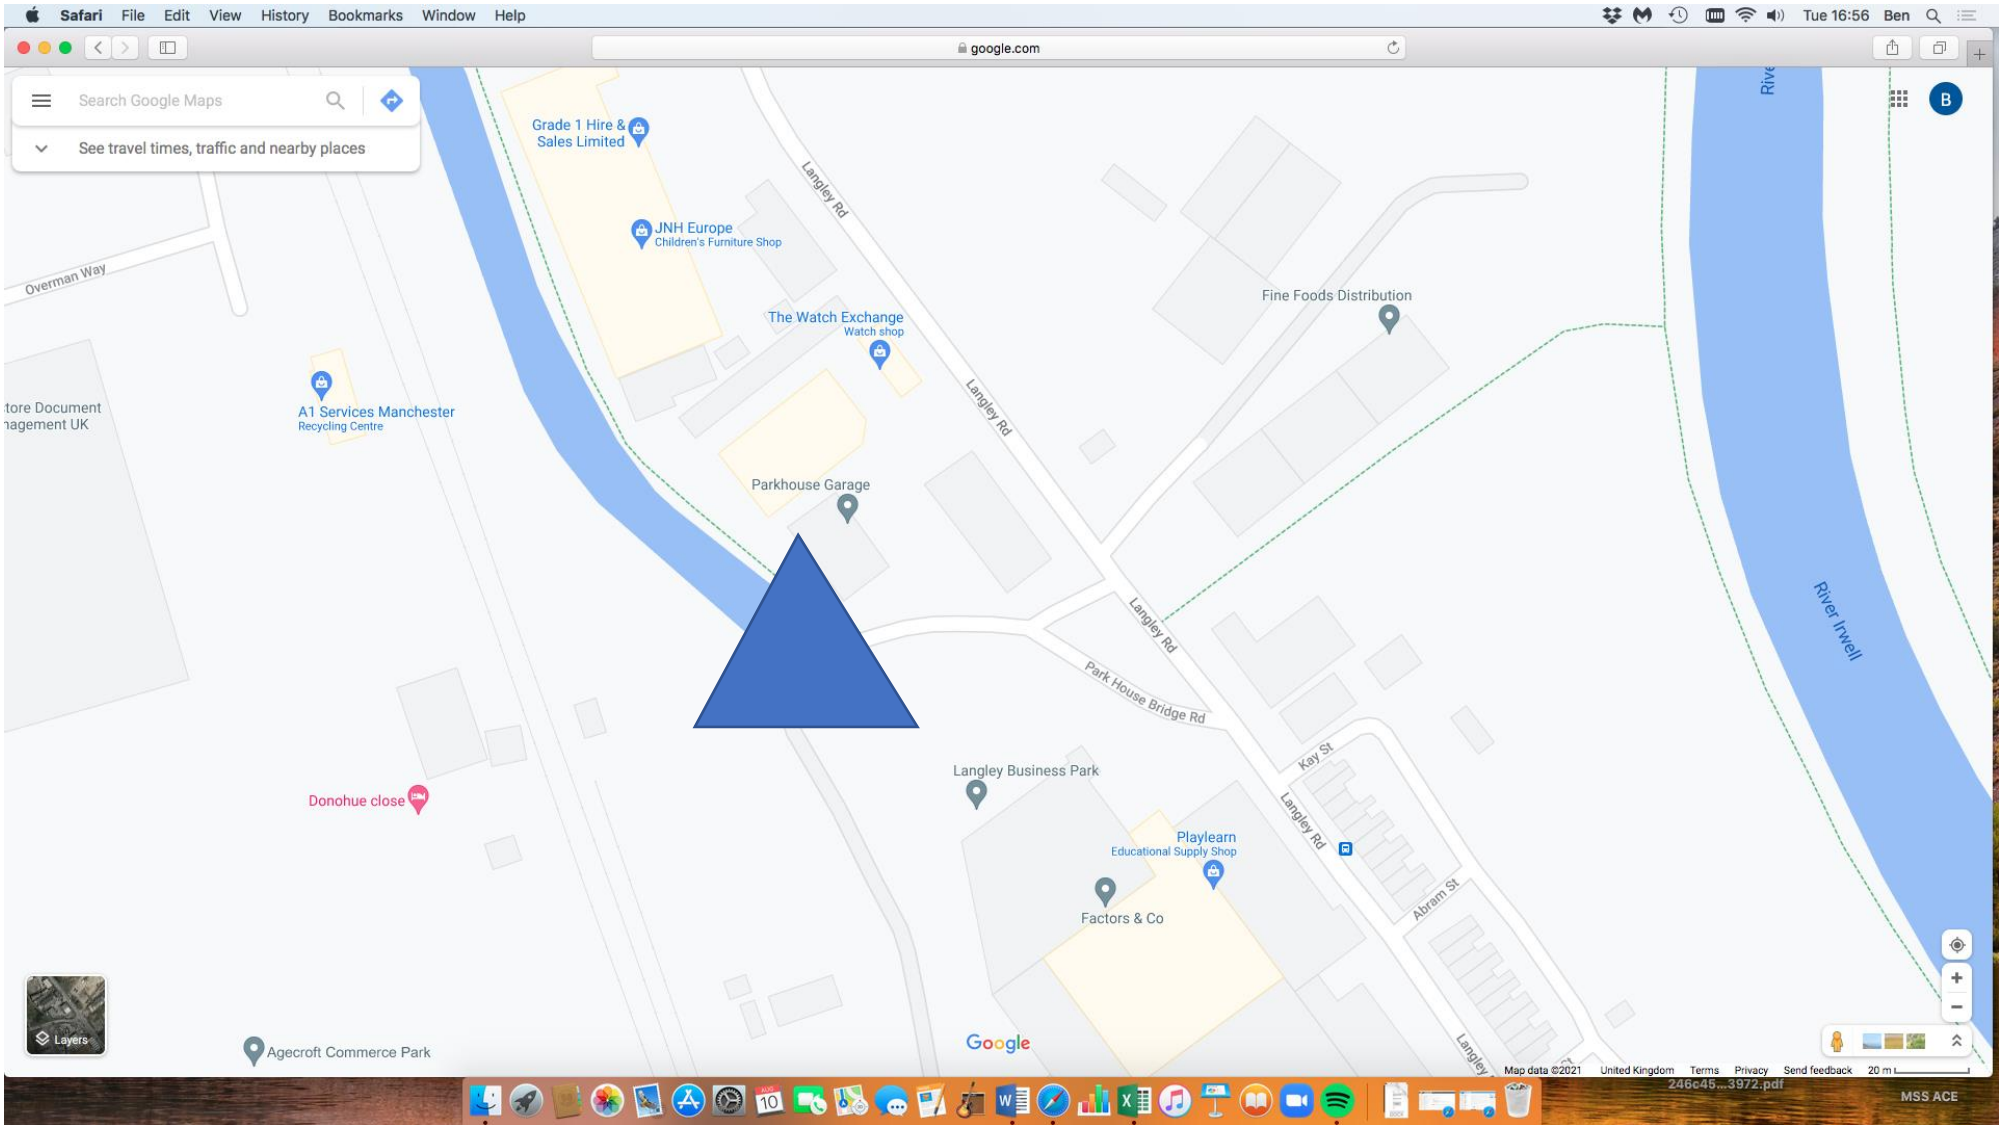 Safari File Edit View History Bookmarks Window Help
Tue 16:56 Ben
google.com
Search Google Maps
See travel times, traffic and nearby places
B
Grade 1 Hire &
Sales Limited
Langley Rd
JNH Europe
Children's Furniture Shop
Overman Way
The Watch Exchange
Watch shop
Fine Foods Distribution
Langley Rd
A1 Services Manchester
Recycling Centre
tore Document
nagement UK
Parkhouse Garage
Langley Rd
River Irwell
Park House Bridge Rd
Kay St
Langley Business Park
Donohue close
Langley Rd
Playlearn
Educational Supply Shop
Abram St
Factors & Co
Layers
Agecroft Commerce Park
Google
Langley
Map data ©2021 United Kingdom Terms Privacy Send feedback 20 m
246c45...3972.pdf
MSS ACE
AUG
10